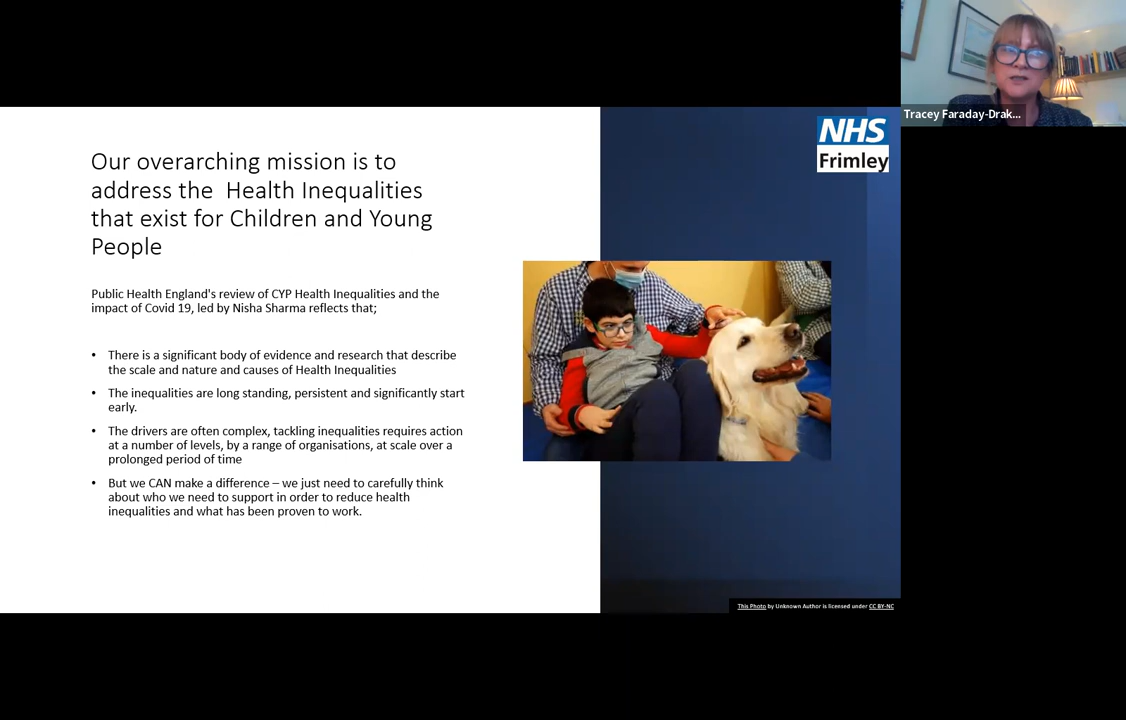 Tracey Faraday-Drak...
NHS
Frimley
Our overarching mission is to
address the  Health Inequalities
that exist for Children and Young
People
Public Health England's review of CYP Health Inequalities and the
impact of Covid 19, led by Nisha Sharma reflects that;
• There is a significant body of evidence and research that describe
the scale and nature and causes of Health Inequalities
• The inequalities are long standing, persistent and significantly start
early.
• The drivers are often complex, tackling inequalities requires action
at a number of levels, by a range of organisations, at scale over a
prolonged period of time
• But we CAN make a difference – we just need to carefully think
about who we need to support in order to reduce health
inequalities and what has been proven to work.
This Photo by Unknown Author is licensed under CC BY-NC